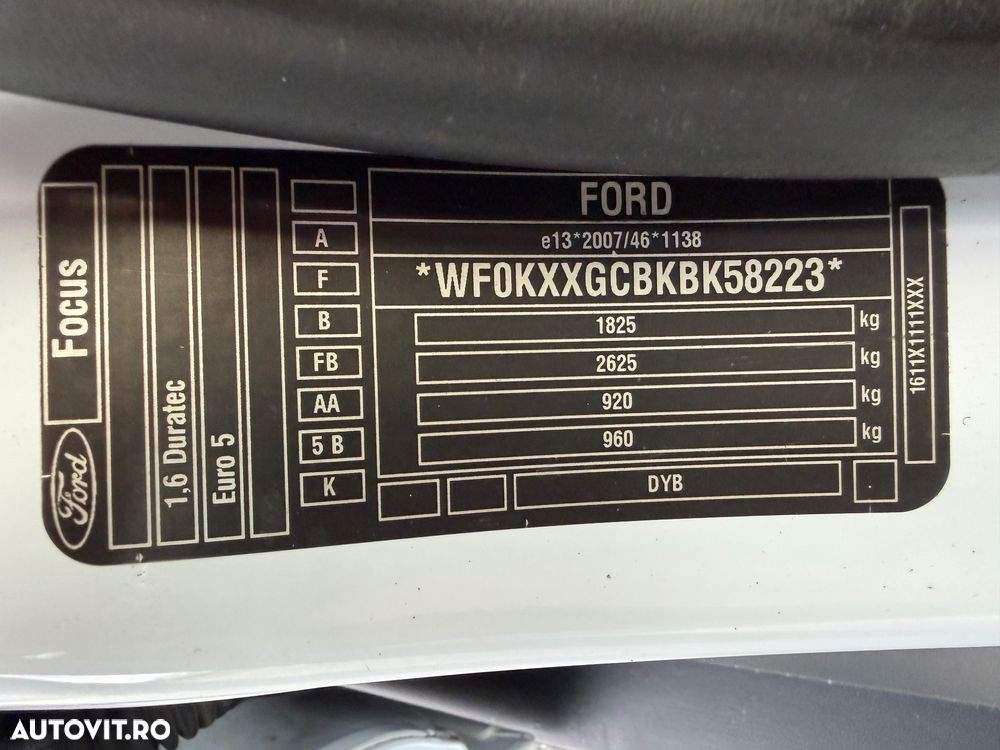 Focus
Ford
1,6 Duratec
Euro 5
A
F
B
FB
AA
5 B
K
FORD
e13*2007/46*1138
*WF0KXXGCBKBK58223*
1825 kg
2625 kg
920 kg
960 kg
DYB
1611X1111XXX
AUTOVIT.RO